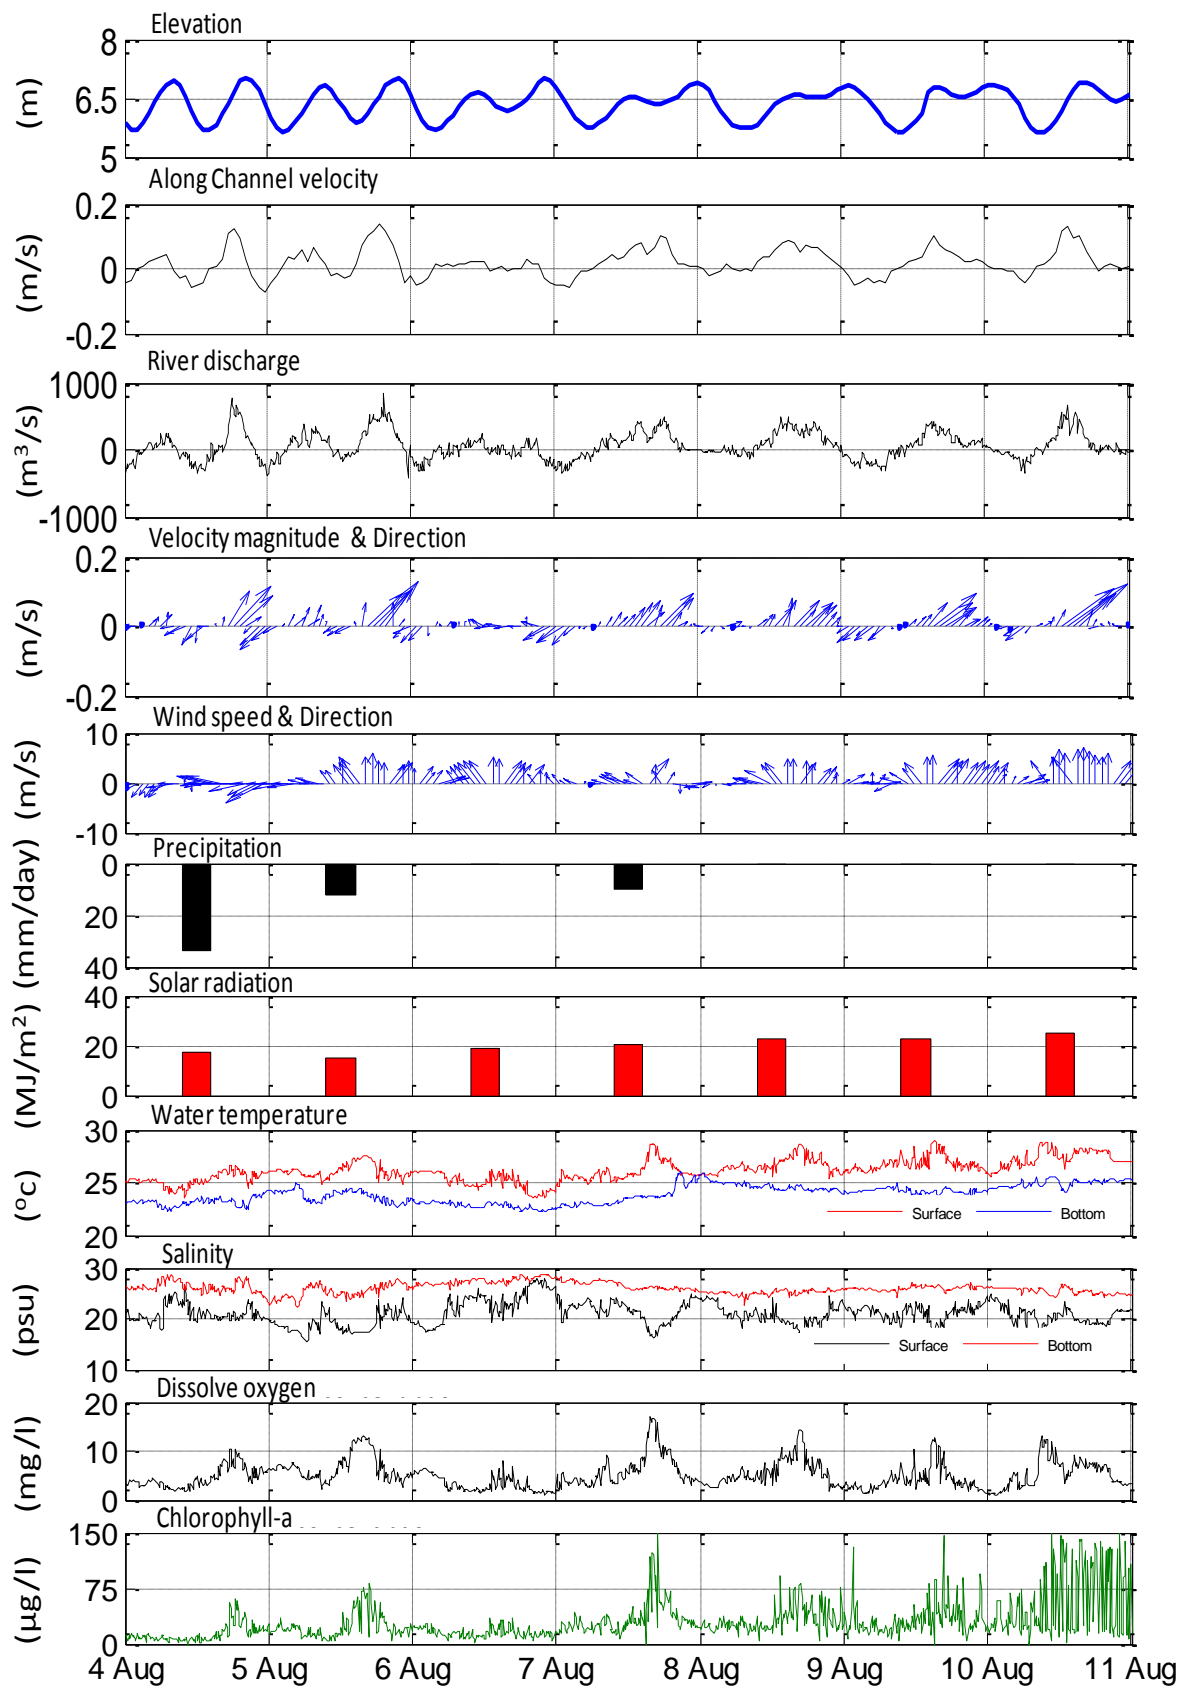 Elevation
8
6.5
5
(m)
Along Channel velocity
0.2
0
-0.2
(m/s)
River discharge
1000
0
-1000
(m³/s)
Velocity magnitude & Direction
0.2
0
-0.2
(m/s)
Wind speed & Direction
10
0
-10
(m/s)
Precipitation
0
20
40
(mm/day)
Solar radiation
40
20
0
(MJ/m²)
Water temperature
30
25
20
(°c)
Surface Bottom
Salinity
30
20
10
(psu)
Surface Bottom
Dissolve oxygen
20
10
0
(mg/l)
Chlorophyll-a
150
75
0
(µg/l)
4 Aug 5 Aug 6 Aug 7 Aug 8 Aug 9 Aug 10 Aug 11 Aug